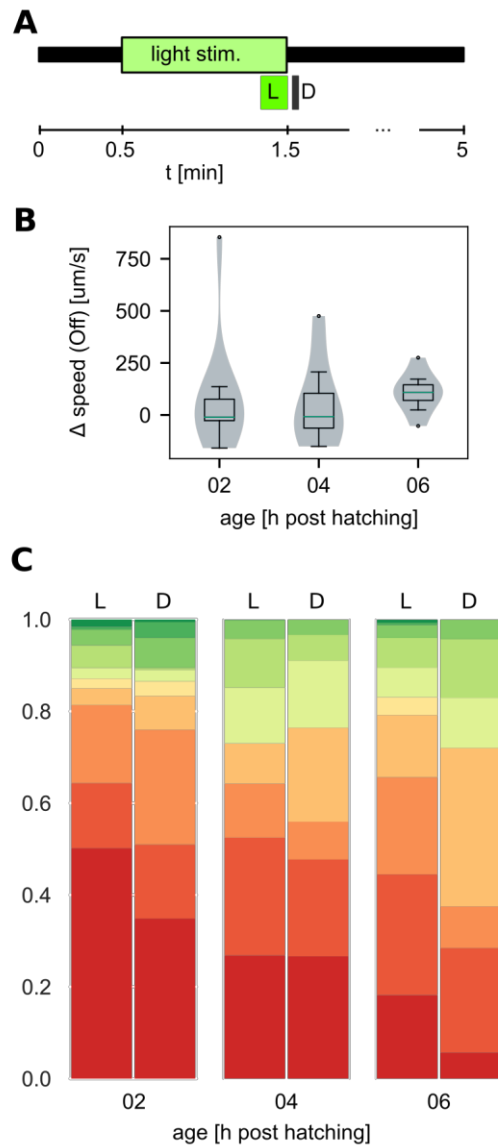 A
light stim.
L D
...
0 0.5 1.5 5
t [min]
B
Δ speed (Off) [um/s]
750
500
250
0
02 04 06
age [h post hatching]
C
L D L D L D
1.0
0.8
0.6
0.4
0.2
0.0
02 04 06
age [h post hatching]